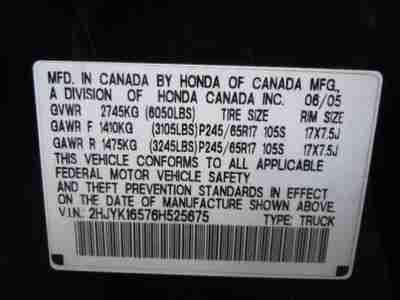 MFD. IN CANADA BY HONDA OF CANADA MFG.,
A DIVISION OF HONDA CANADA INC. 06/05
GVWR 2745KG (6050LBS) TIRE SIZE RIM SIZE
GAWR F 1410KG (3105LBS) P245/65R17 105S 17X7.5J
GAWR R 1475KG (3245LBS) P245/65R17 105S 17X7.5J
THIS VEHICLE CONFORMS TO ALL APPLICABLE
FEDERAL MOTOR VEHICLE SAFETY
AND THEFT PREVENTION STANDARDS IN EFFECT
ON THE DATE OF MANUFACTURE SHOWN ABOVE.
V.I.N.: 2HJYK16576H525675 TYPE: TRUCK